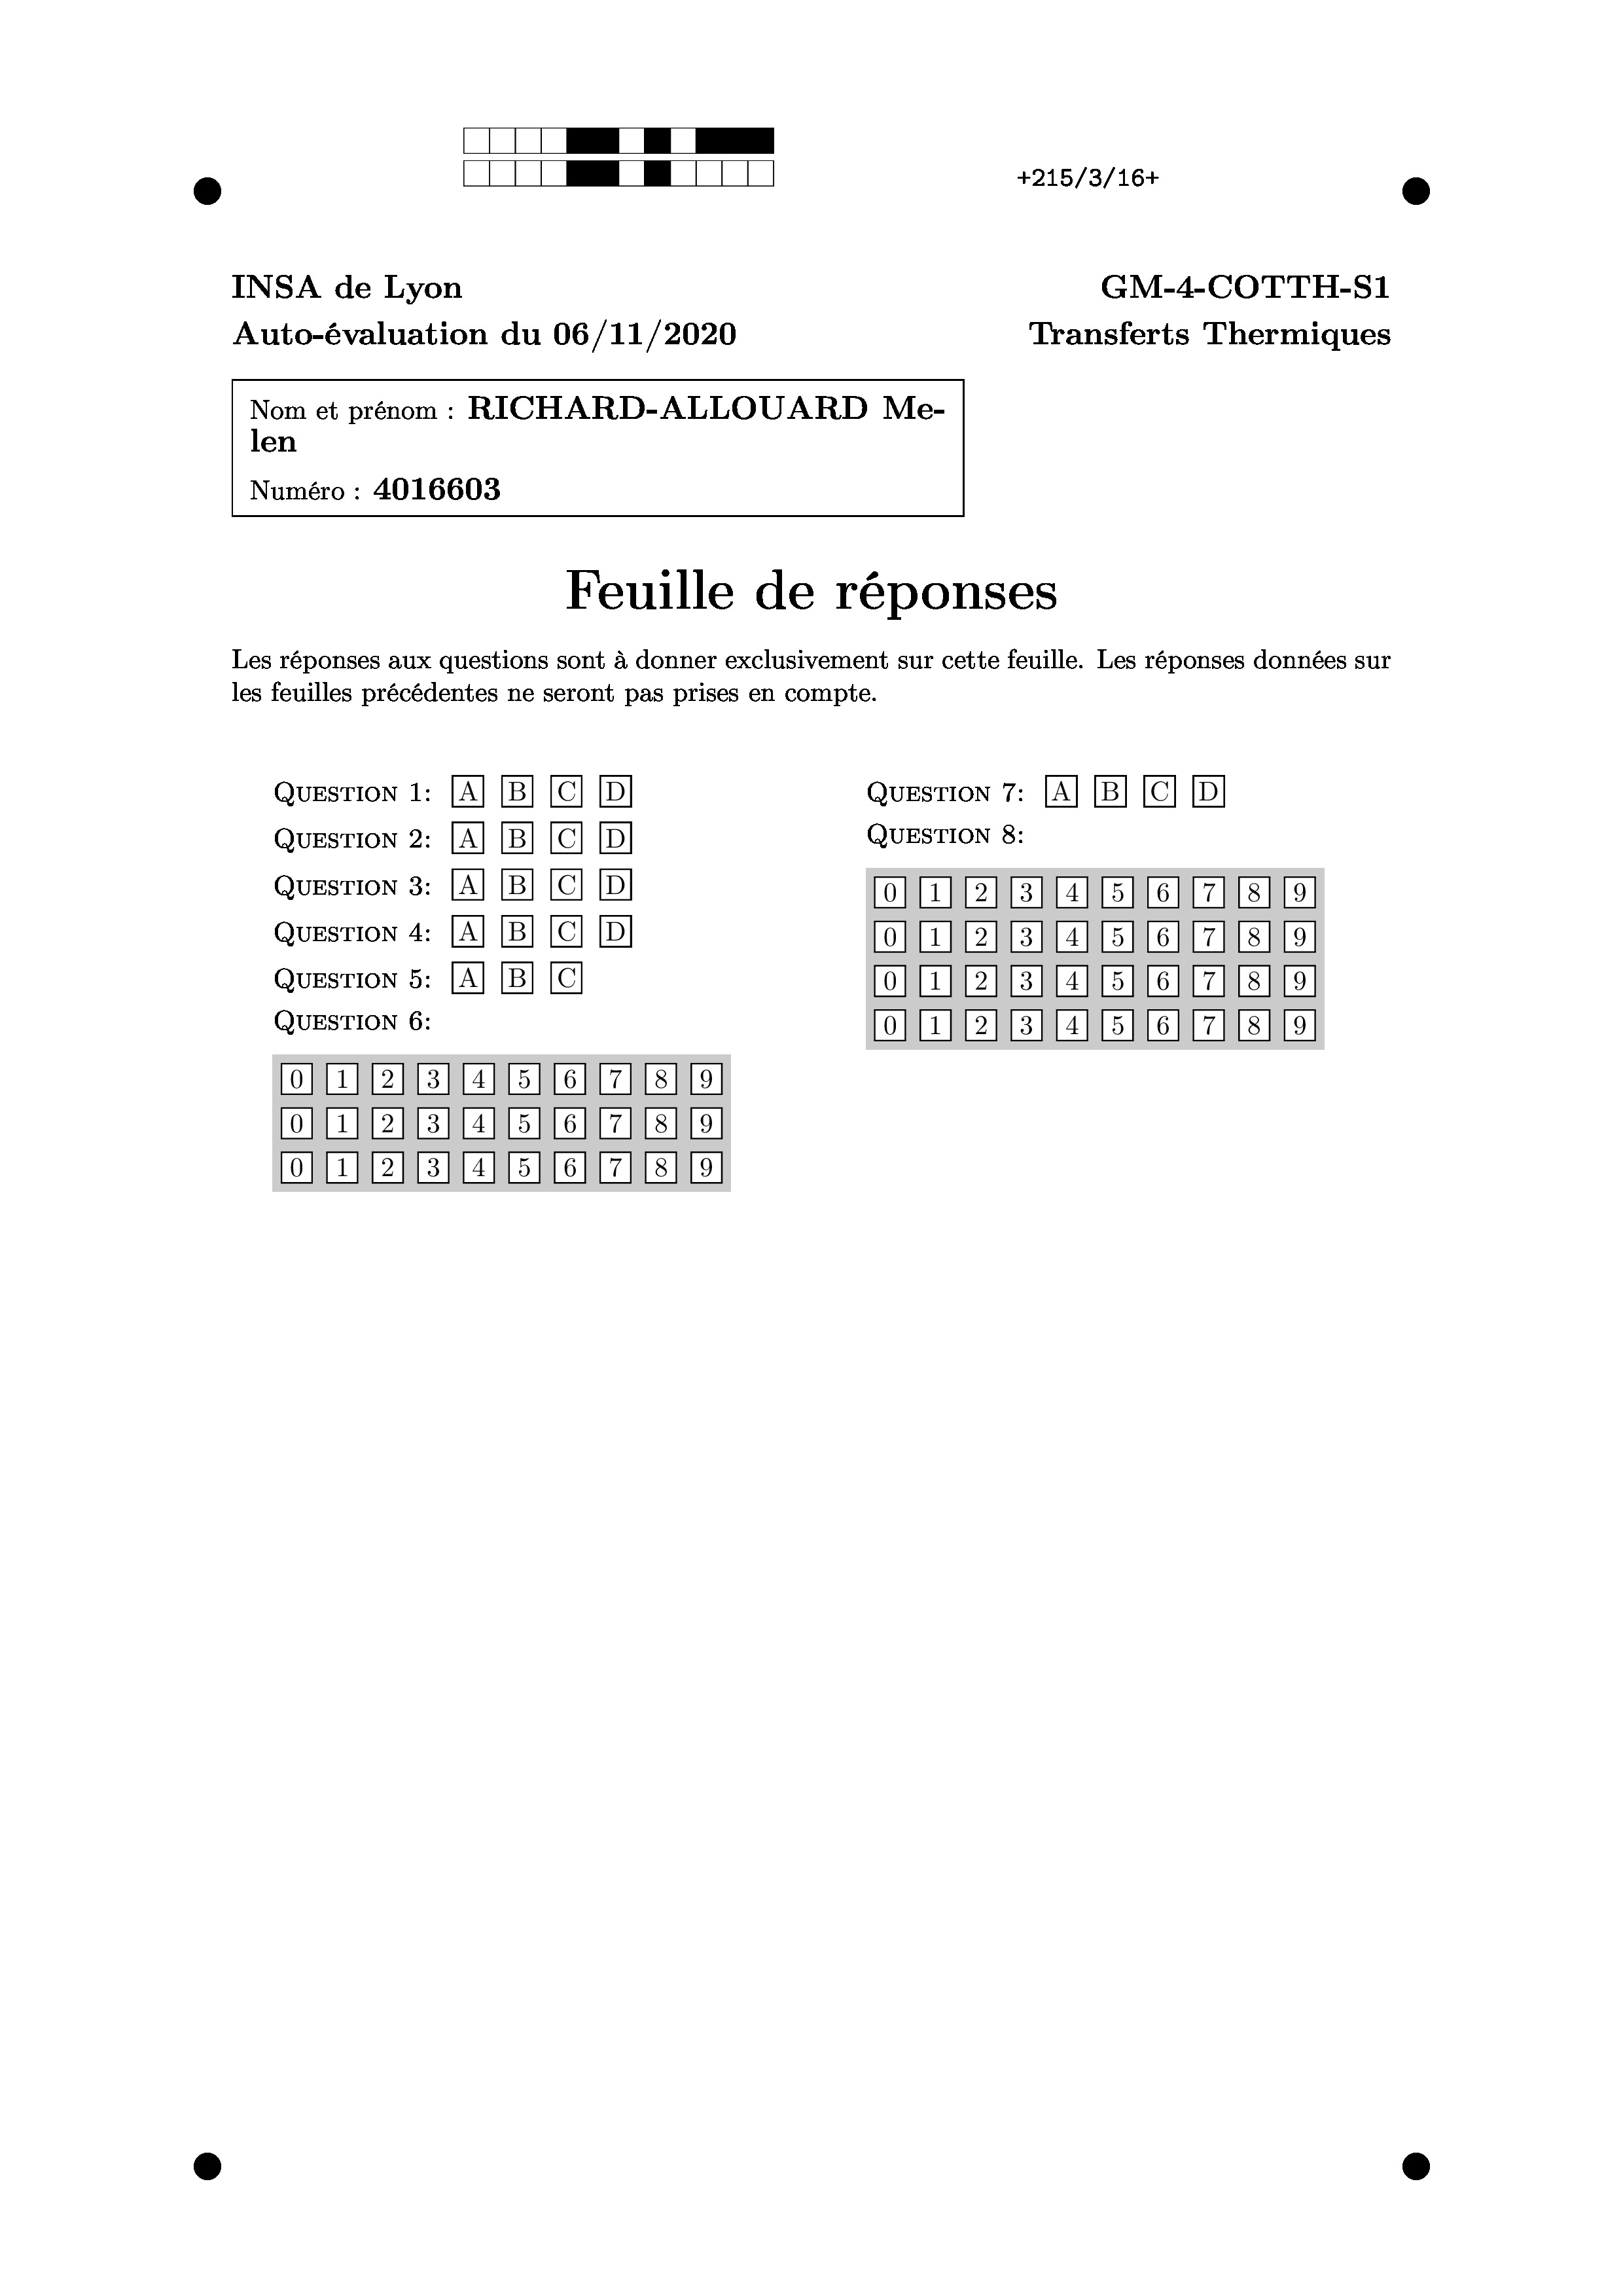 +215/3/16+
INSA de Lyon GM-4-COTTH-S1
Auto-évaluation du 06/11/2020 Transferts Thermiques
Nom et prénom : RICHARD-ALLOUARD Me-
len
Numéro : 4016603
Feuille de réponses
Les réponses aux questions sont à donner exclusivement sur cette feuille. Les réponses données sur
les feuilles précédentes ne seront pas prises en compte.
QUESTION 1: A B C D
QUESTION 2: A B C D
QUESTION 3: A B C D
QUESTION 4: A B C D
QUESTION 5: A B C
QUESTION 6:
0 1 2 3 4 5 6 7 8 9
0 1 2 3 4 5 6 7 8 9
0 1 2 3 4 5 6 7 8 9
QUESTION 7: A B C D
QUESTION 8:
0 1 2 3 4 5 6 7 8 9
0 1 2 3 4 5 6 7 8 9
0 1 2 3 4 5 6 7 8 9
0 1 2 3 4 5 6 7 8 9